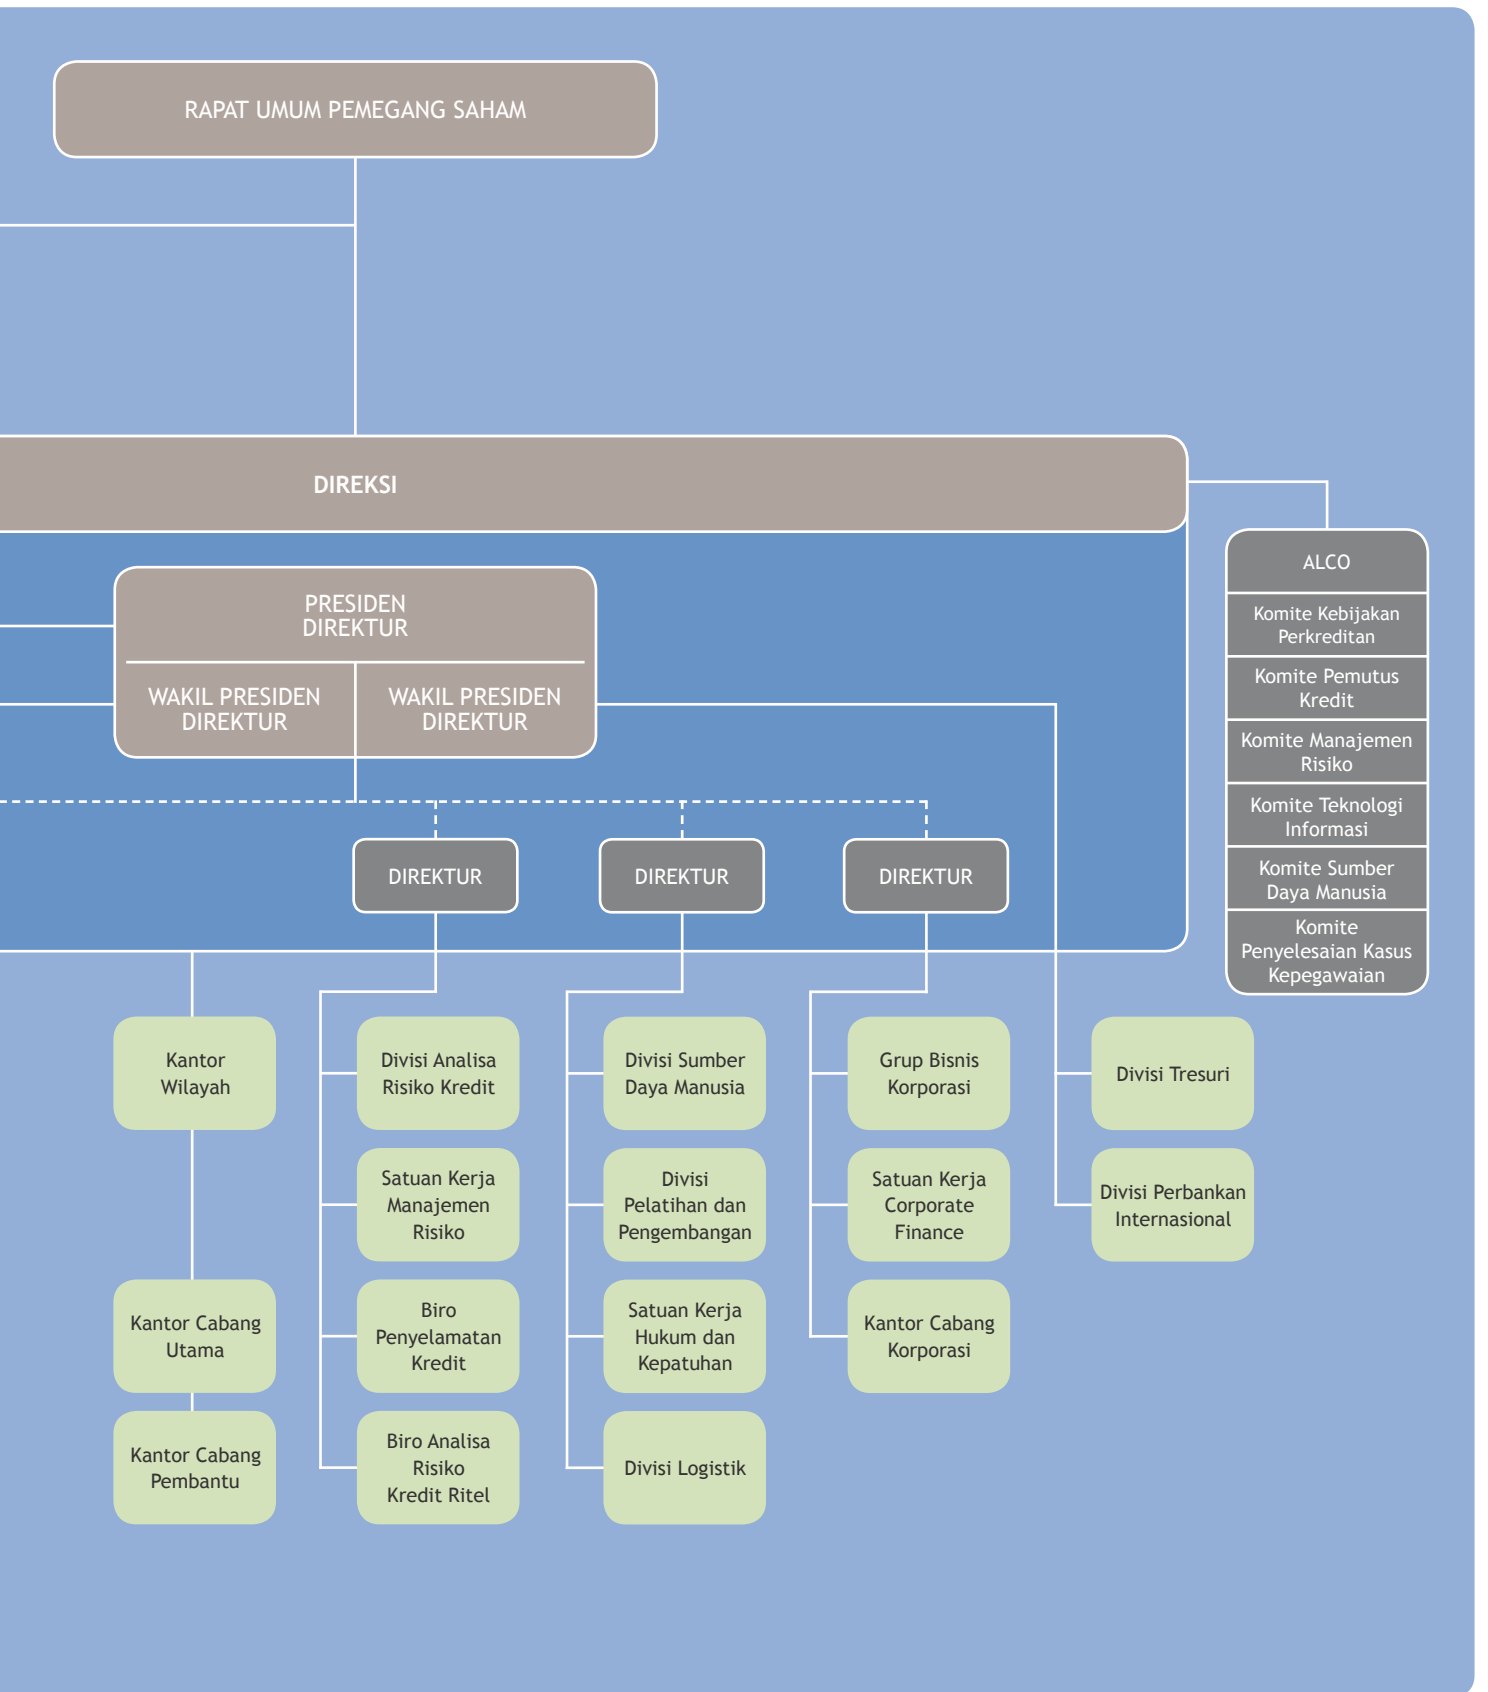 RAPAT UMUM PEMEGANG SAHAM
DIREKSI
PRESIDEN
DIREKTUR
WAKIL PRESIDEN
DIREKTUR
WAKIL PRESIDEN
DIREKTUR
ALCO
Komite Kebijakan
Perkreditan
Komite Pemutus
Kredit
Komite Manajemen
Risiko
Komite Teknologi
Informasi
Komite Sumber
Daya Manusia
Komite
Penyelesaian Kasus
Kepegawaian
DIREKTUR
DIREKTUR
DIREKTUR
Kantor
Wilayah
Kantor Cabang
Utama
Kantor Cabang
Pembantu
Divisi Analisa
Risiko Kredit
Satuan Kerja
Manajemen
Risiko
Biro
Penyelamatan
Kredit
Biro Analisa
Risiko
Kredit Ritel
Divisi Sumber
Daya Manusia
Divisi
Pelatihan dan
Pengembangan
Satuan Kerja
Hukum dan
Kepatuhan
Divisi Logistik
Grup Bisnis
Korporasi
Satuan Kerja
Corporate
Finance
Kantor Cabang
Korporasi
Divisi Tresuri
Divisi Perbankan
Internasional